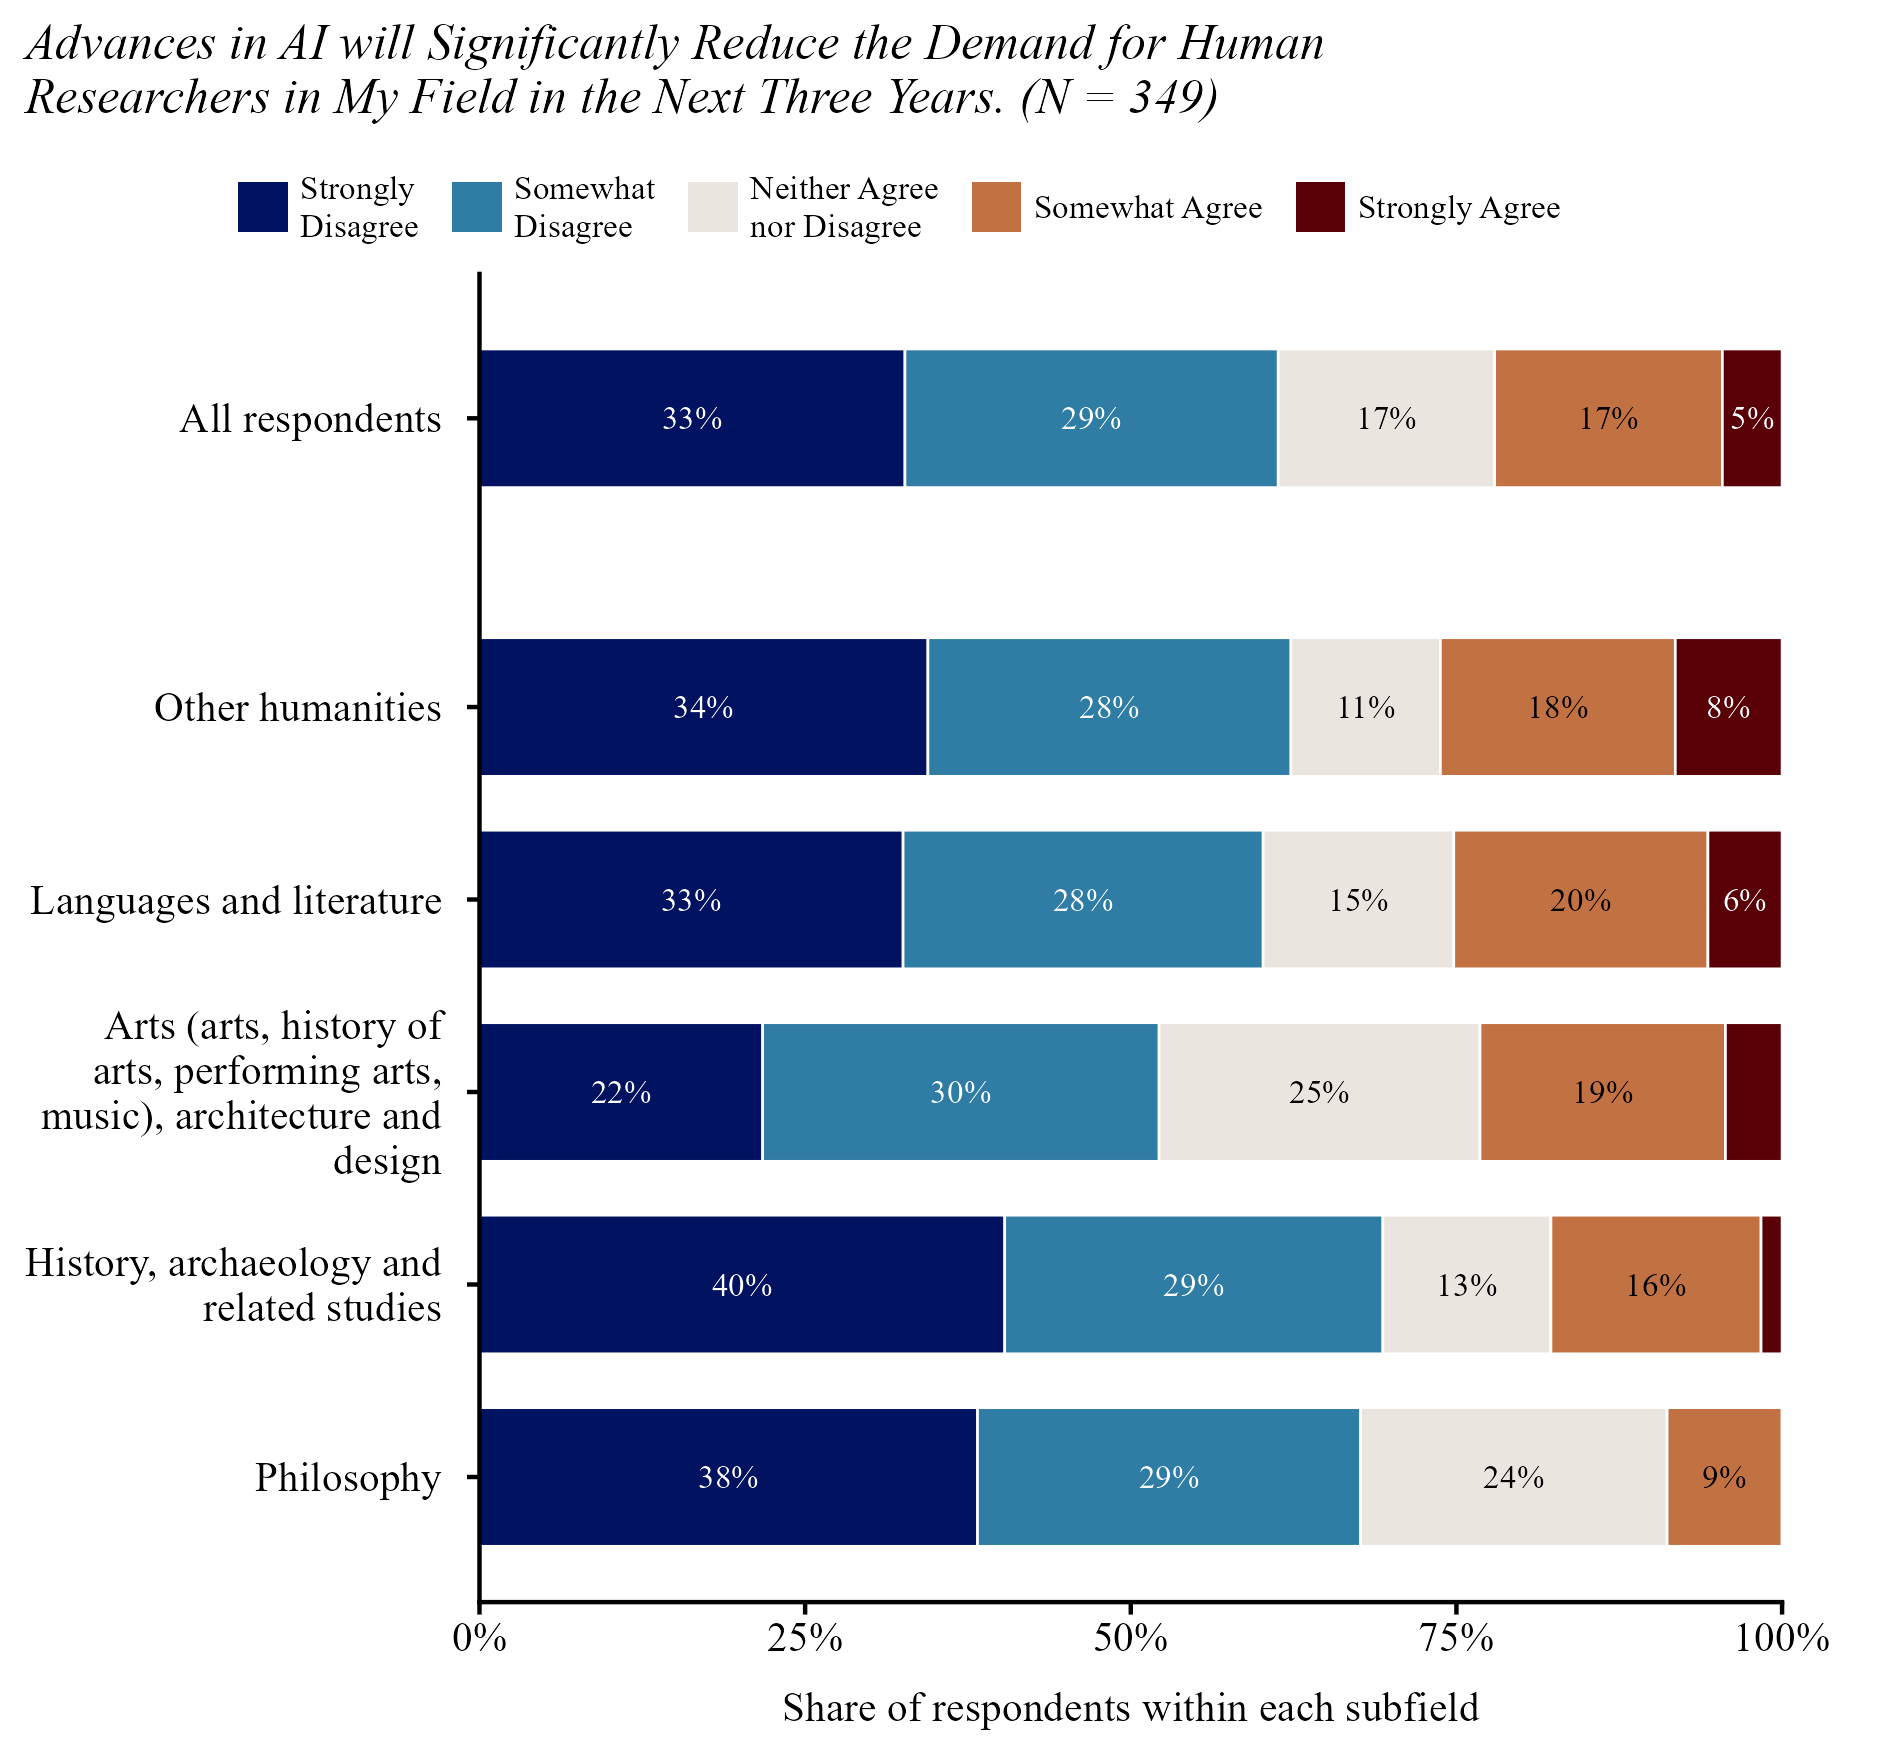 Advances in AI will Significantly Reduce the Demand for Human
Researchers in My Field in the Next Three Years. (N = 349)
Strongly
Disagree
Somewhat
Disagree
Neither Agree
nor Disagree
Somewhat Agree
Strongly Agree
All respondents
33% 29% 17% 17% 5%
Other humanities
34% 28% 11% 18% 8%
Languages and literature
33% 28% 15% 20% 6%
Arts (arts, history of
arts, performing arts,
music), architecture and
design
22% 30% 25% 19%
History, archaeology and
related studies
40% 29% 13% 16%
Philosophy
38% 29% 24% 9%
0% 25% 50% 75% 100%
Share of respondents within each subfield